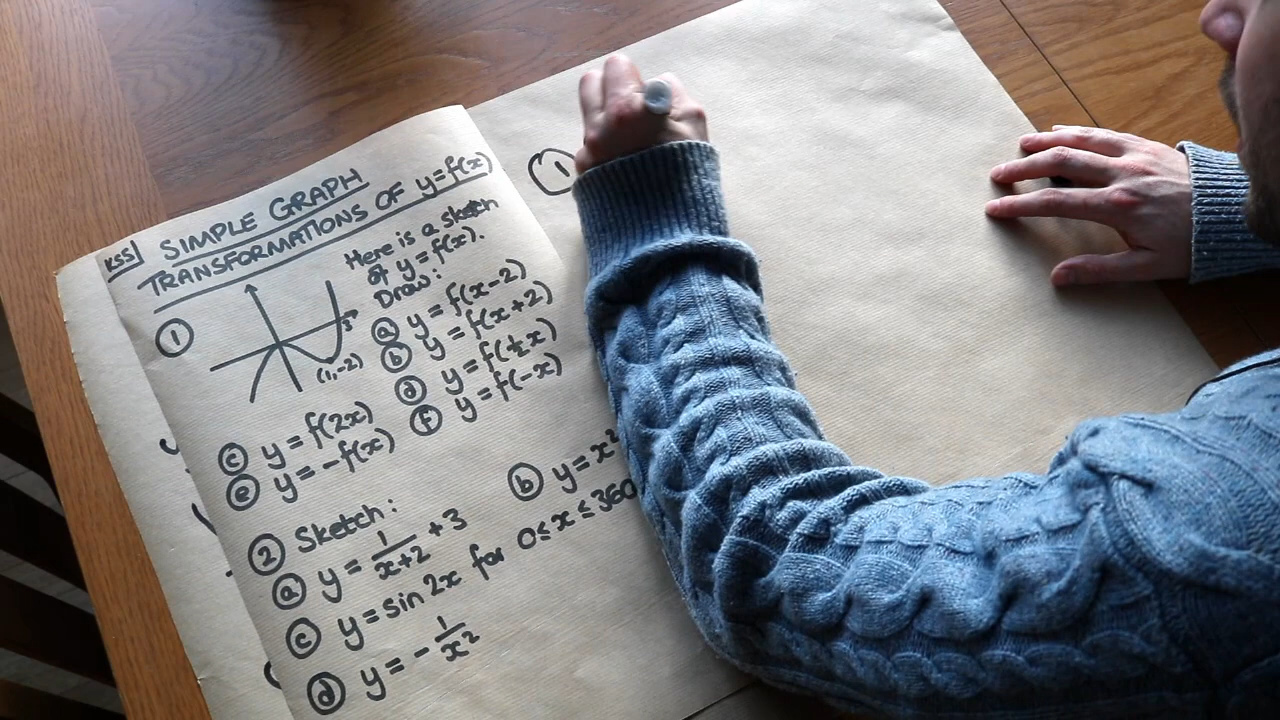 KS5
SIMPLE GRAPH
TRANSFORMATIONS OF y=f(x)
① Here is a sketch
of y=f(x).
Draw:
3
(1,-2)
ⓐ y=f(x-2)
ⓑ y=f(x+2)
ⓒ y=f(2x)
ⓓ y=f(½x)
ⓔ y=-f(x)
ⓕ y=f(-x)
② Sketch:
ⓐ y = 1/(x+2) + 3
ⓑ y=x²
ⓒ y=sin 2x for 0≤x≤360
ⓓ y = - 1/x²
①